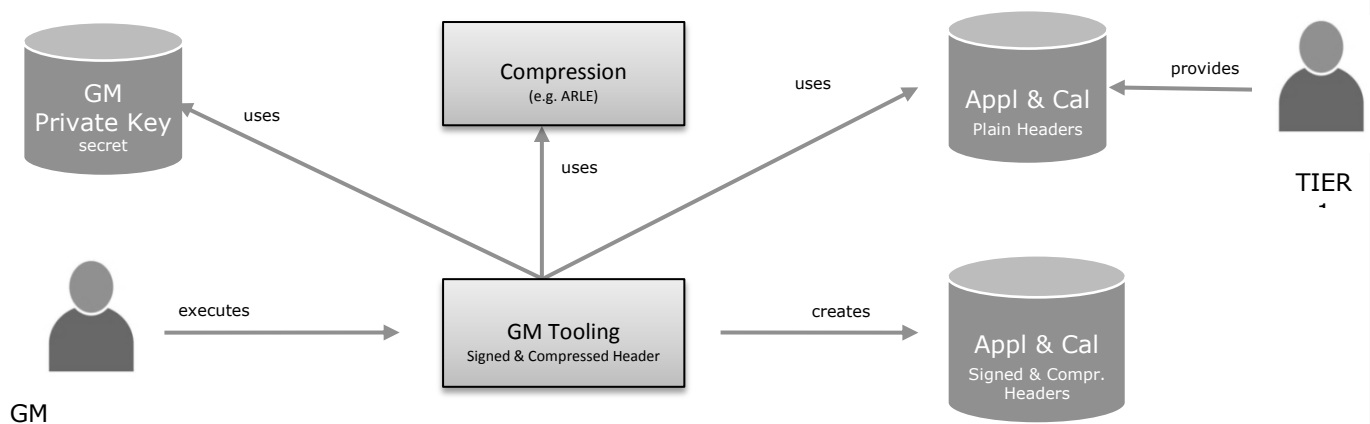 GM
Private Key
secret
uses
Compression
(e.g. ARLE)
uses
uses
Appl & Cal
Plain Headers
provides
TIER
executes
GM Tooling
Signed & Compressed Header
creates
Appl & Cal
Signed & Compr.
Headers
GM